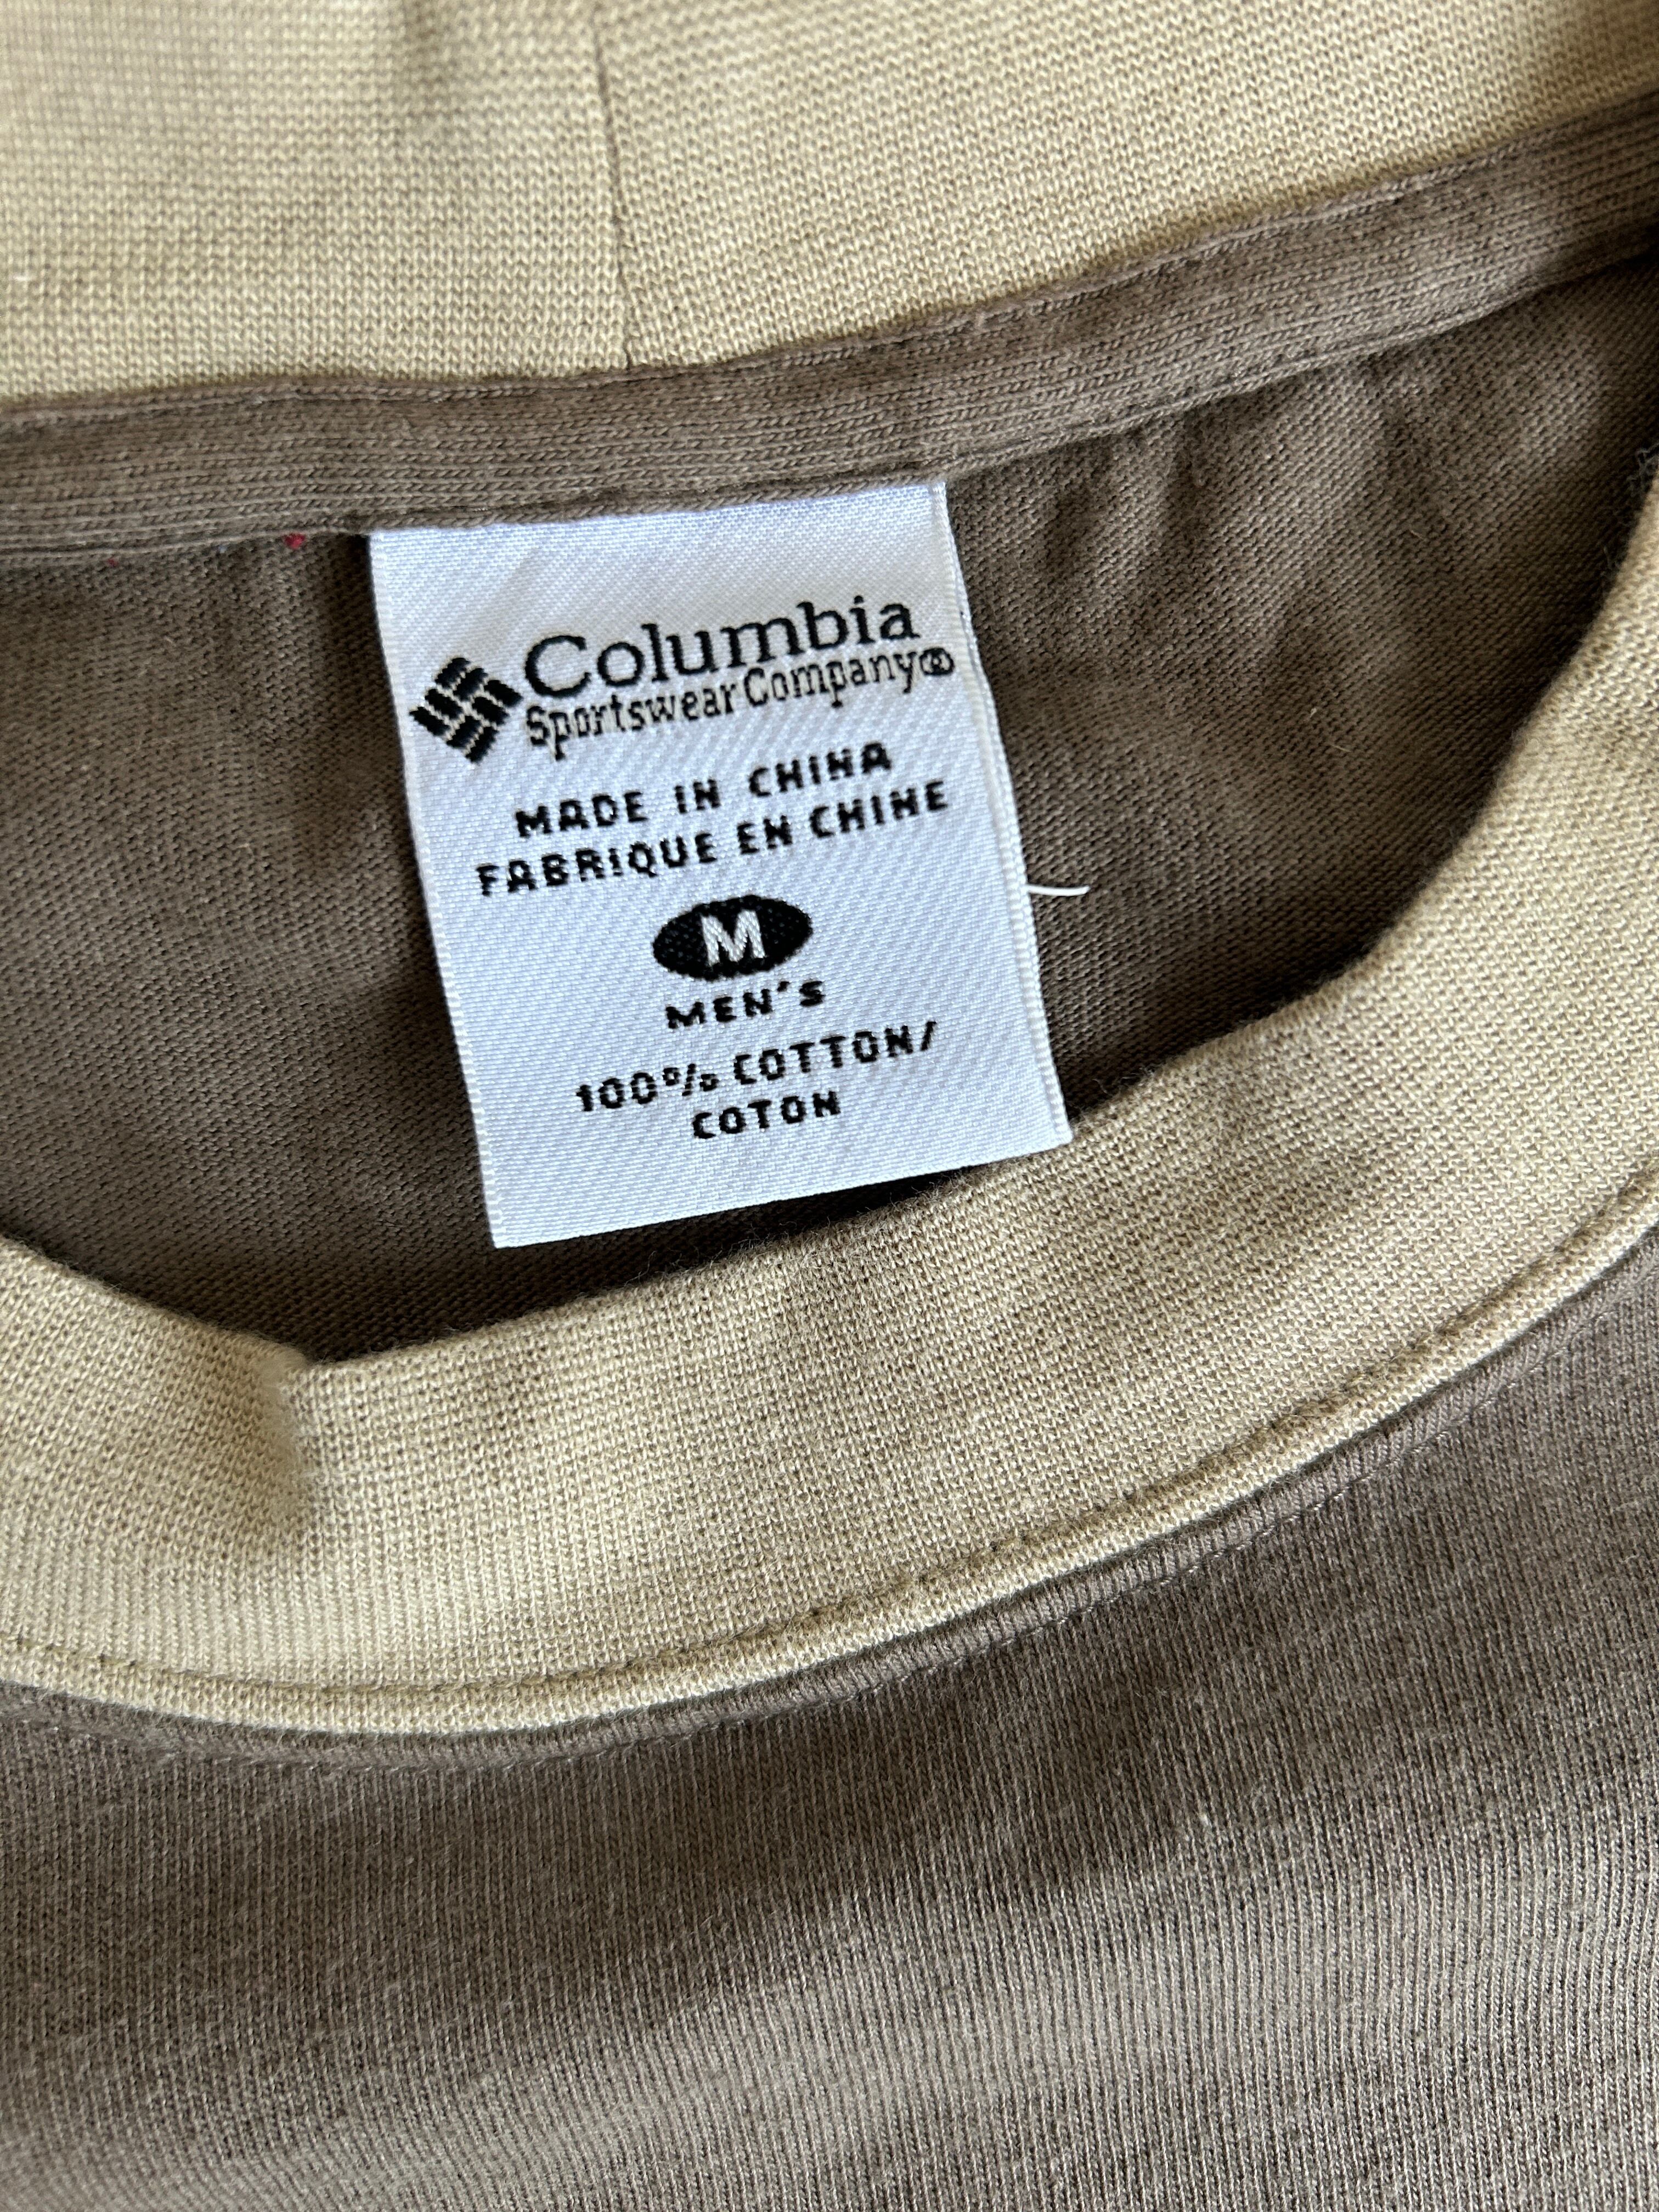 Columbia
Sportswear Company®
MADE IN CHINA
FABRIQUE EN CHINE
M
MEN'S
100% COTTON/
COTON